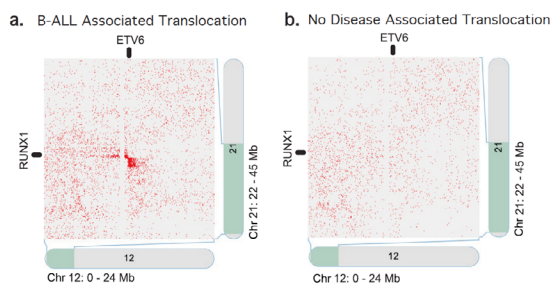 a. B-ALL Associated Translocation
ETV6
RUNX1
21
Chr 21: 22 - 45 Mb
12
Chr 12: 0 - 24 Mb
b. No Disease Associated Translocation
ETV6
RUNX1
21
Chr 21: 22 - 45 Mb
12
Chr 12: 0 - 24 Mb